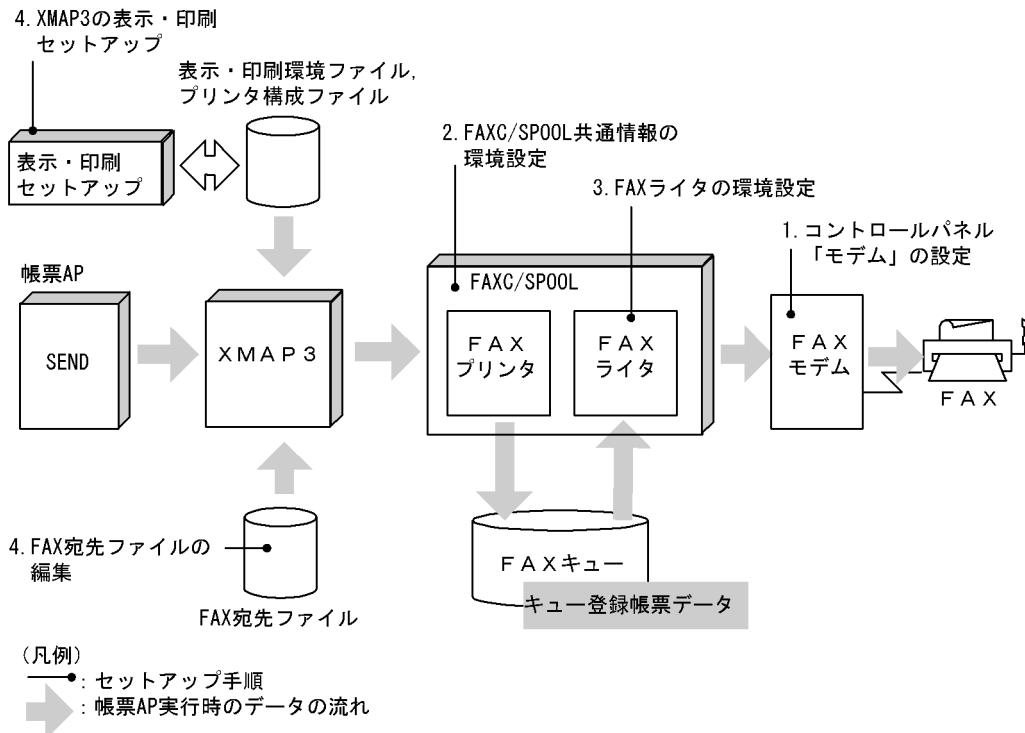 4.XMAP3の表示・印刷
セットアップ
表示・印刷環境ファイル,
プリンタ構成ファイル
表示・印刷
セットアップ
2.FAXC/SPOOL共通情報の
環境設定
3.FAXライタの環境設定
1.コントロールパネル
「モデム」の設定
帳票AP
SEND
ＸＭＡＰ３
FAXC/SPOOL
ＦＡＸ
プリンタ
ＦＡＸ
ライタ
ＦＡＸ
モデム
ＦＡＸ
4.FAX宛先ファイルの
編集
FAX宛先ファイル
ＦＡＸキュー
キュー登録帳票データ
(凡例)
：セットアップ手順
：帳票AP実行時のデータの流れ